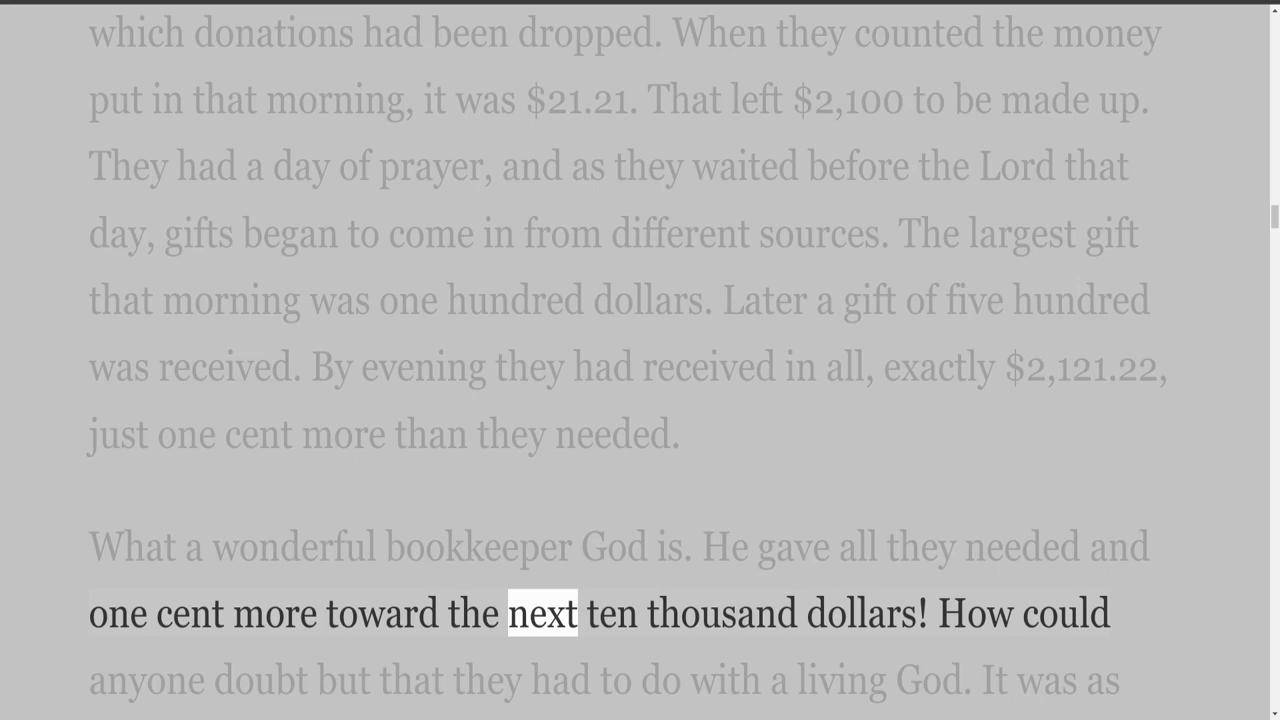 which donations had been dropped. When they counted the money
put in that morning, it was $21.21. That left $2,100 to be made up.
They had a day of prayer, and as they waited before the Lord that
day, gifts began to come in from different sources. The largest gift
that morning was one hundred dollars. Later a gift of five hundred
was received. By evening they had received in all, exactly $2,121.22,
just one cent more than they needed.
What a wonderful bookkeeper God is. He gave all they needed and
one cent more toward the next ten thousand dollars! How could
anyone doubt but that they had to do with a living God. It was as